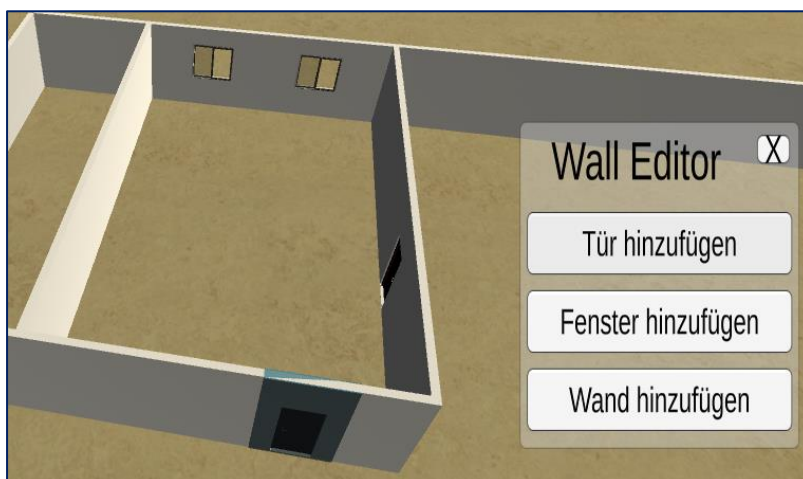 Wall Editor
X
Tür hinzufügen
Fenster hinzufügen
Wand hinzufügen